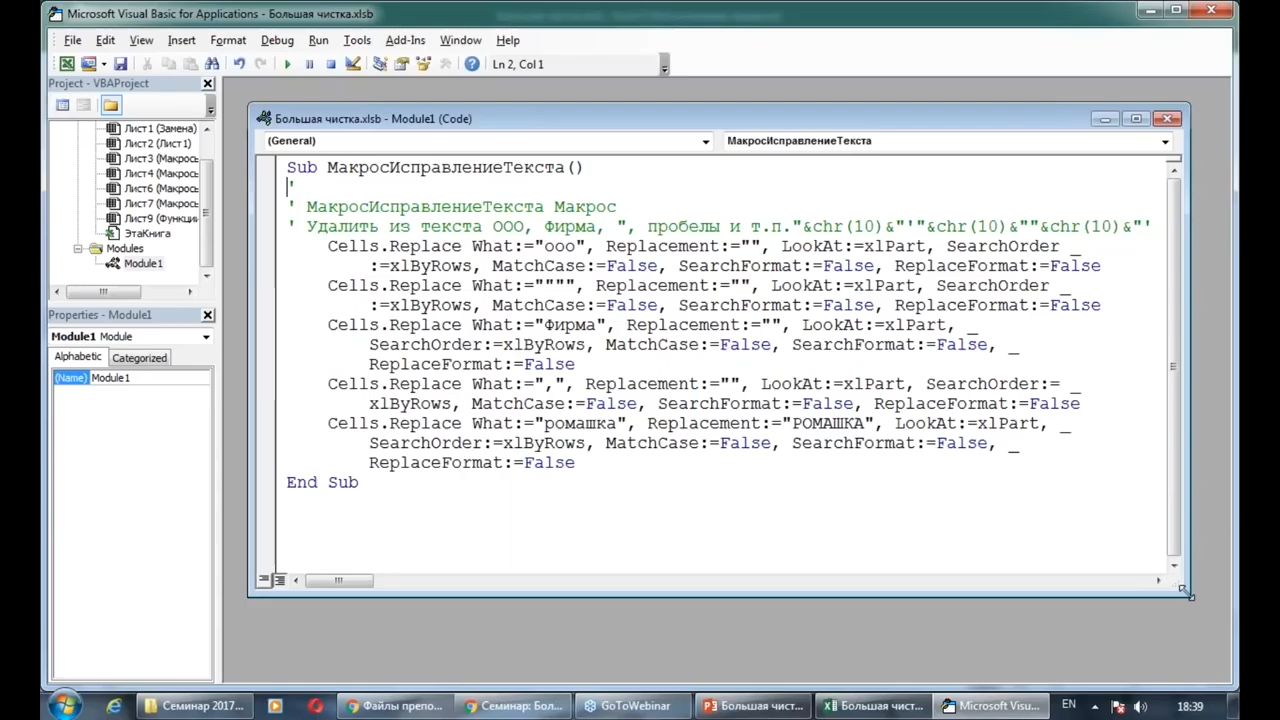 Microsoft Visual Basic for Applications - Большая чистка.xlsb
File Edit View Insert Format Debug Run Tools Add-Ins Window Help
Ln 2, Col 1
Project - VBAProject
Лист1 (Замена)
Лист2 (Лист1)
Лист3 (Макрось
Лист4 (Макрось
Лист6 (Макрось
Лист7 (Макрось
Лист9 (Функции
ЭтаКнига
Modules
Module1
Properties - Module1
Module1 Module
Alphabetic Categorized
(Name) Module1
Большая чистка.xlsb - Module1 (Code)
(General) МакросИсправлениеТекста
Sub МакросИсправлениеТекста()
'
' МакросИсправлениеТекста Макрос
' Удалить из текста ООО, Фирма, ", пробелы и т.п."&chr(10)&"'"&chr(10)&""&chr(10)&"'
Cells.Replace What:="ооо", Replacement:="", LookAt:=xlPart, SearchOrder _
:=xlByRows, MatchCase:=False, SearchFormat:=False, ReplaceFormat:=False
Cells.Replace What:="""", Replacement:="", LookAt:=xlPart, SearchOrder _
:=xlByRows, MatchCase:=False, SearchFormat:=False, ReplaceFormat:=False
Cells.Replace What:="Фирма", Replacement:="", LookAt:=xlPart, _
SearchOrder:=xlByRows, MatchCase:=False, SearchFormat:=False, _
ReplaceFormat:=False
Cells.Replace What:=",", Replacement:="", LookAt:=xlPart, SearchOrder:= _
xlByRows, MatchCase:=False, SearchFormat:=False, ReplaceFormat:=False
Cells.Replace What:="ромашка", Replacement:="РОМАШКА", LookAt:=xlPart, _
SearchOrder:=xlByRows, MatchCase:=False, SearchFormat:=False, _
ReplaceFormat:=False
End Sub
Семинар 2017... Файлы препо... Семинар: Бол... GoToWebinar Большая чист... Большая чист... Microsoft Visu... EN 18:39